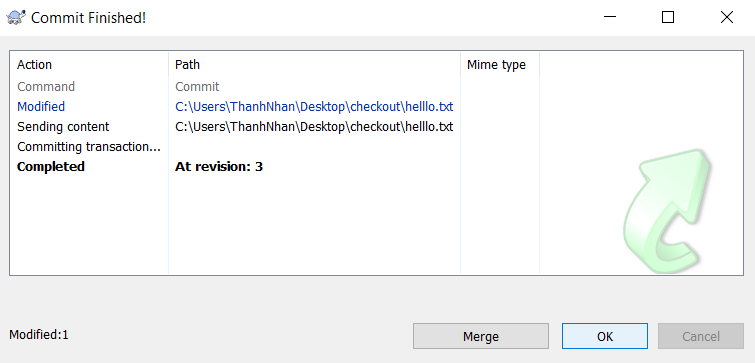 Commit Finished!
Action Path Mime type
Command Commit
Modified C:\Users\ThanhNhan\Desktop\checkout\helllo.txt
Sending content C:\Users\ThanhNhan\Desktop\checkout\helllo.txt
Committing transaction...
Completed At revision: 3
Modified:1
Merge OK Cancel